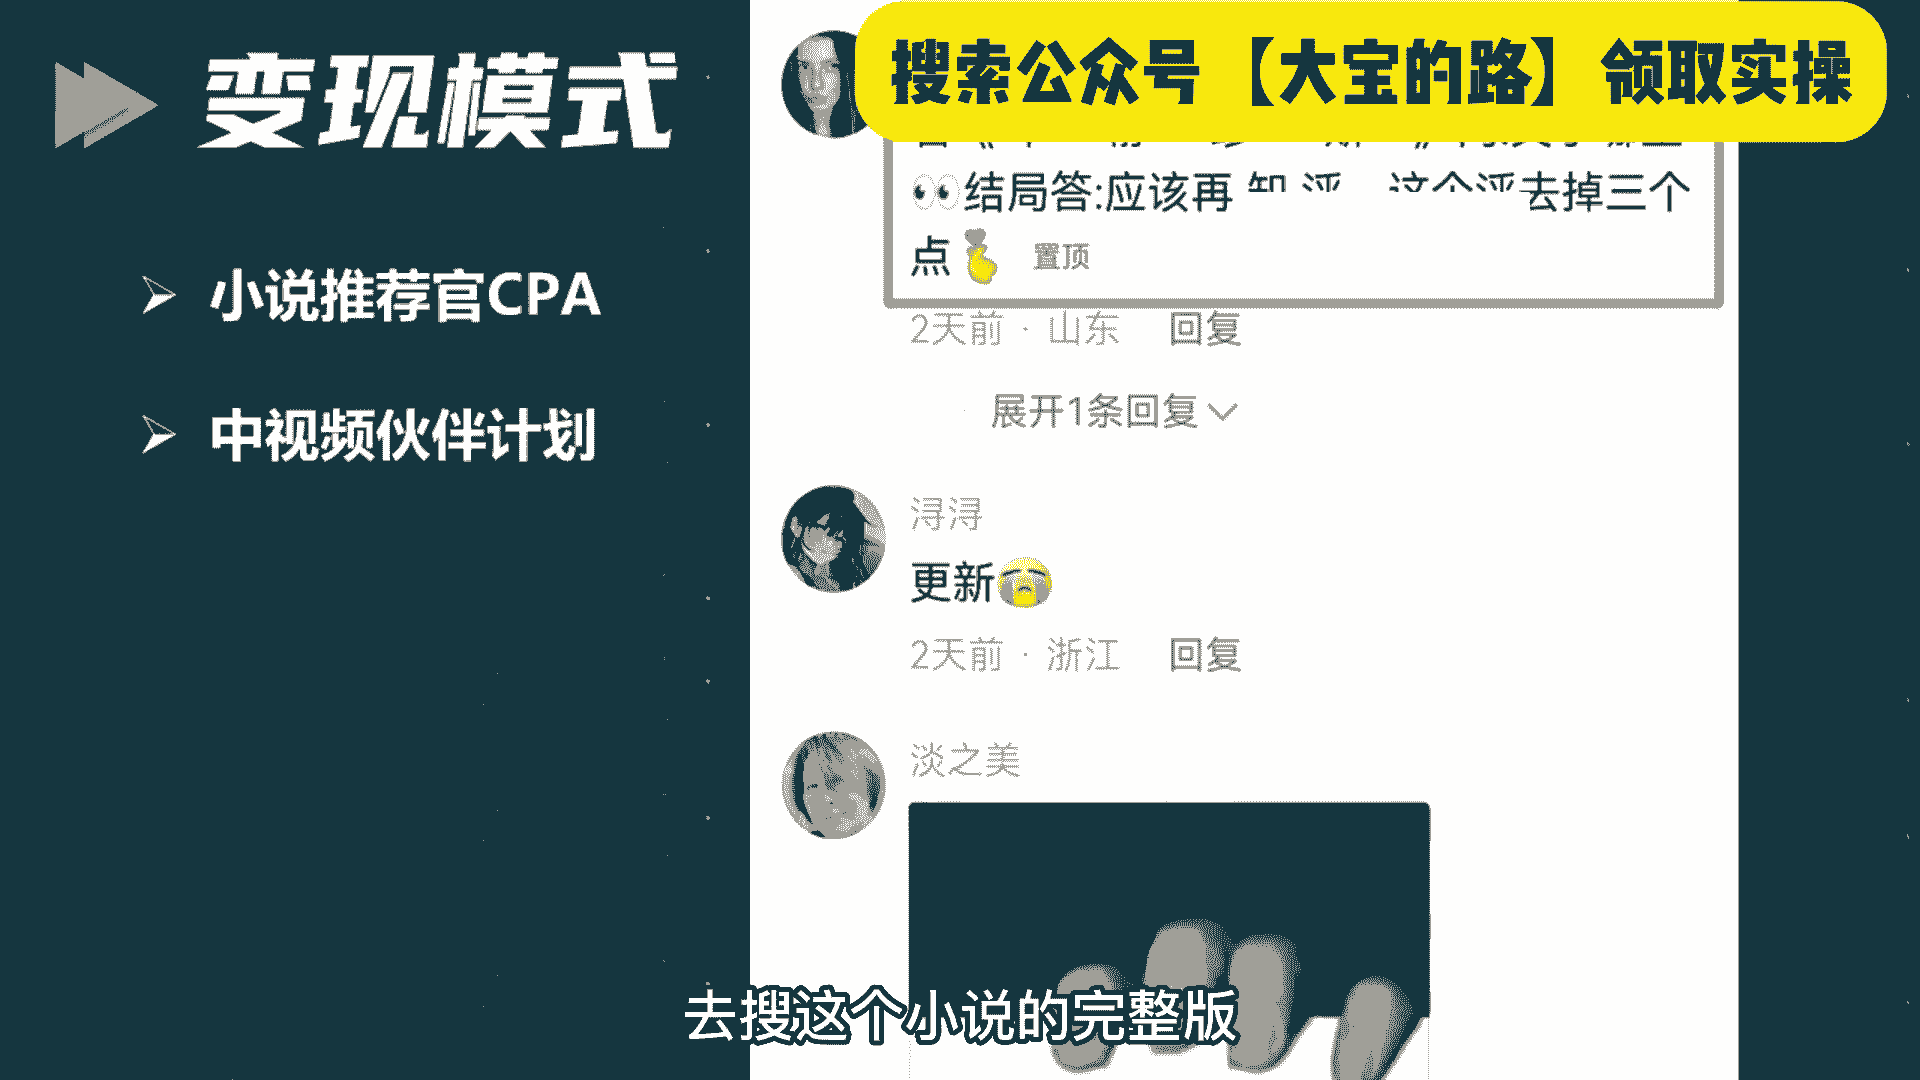 变现模式
小说推荐官CPA
中视频伙伴计划
搜索公众号【大宝的路】领取实操
👀结局答:应该再 去掉三个
点 置顶
2天前 · 山东 回复
展开1条回复
浔浔
更新😭
2天前 · 浙江 回复
淡之美
去搜这个小说的完整版